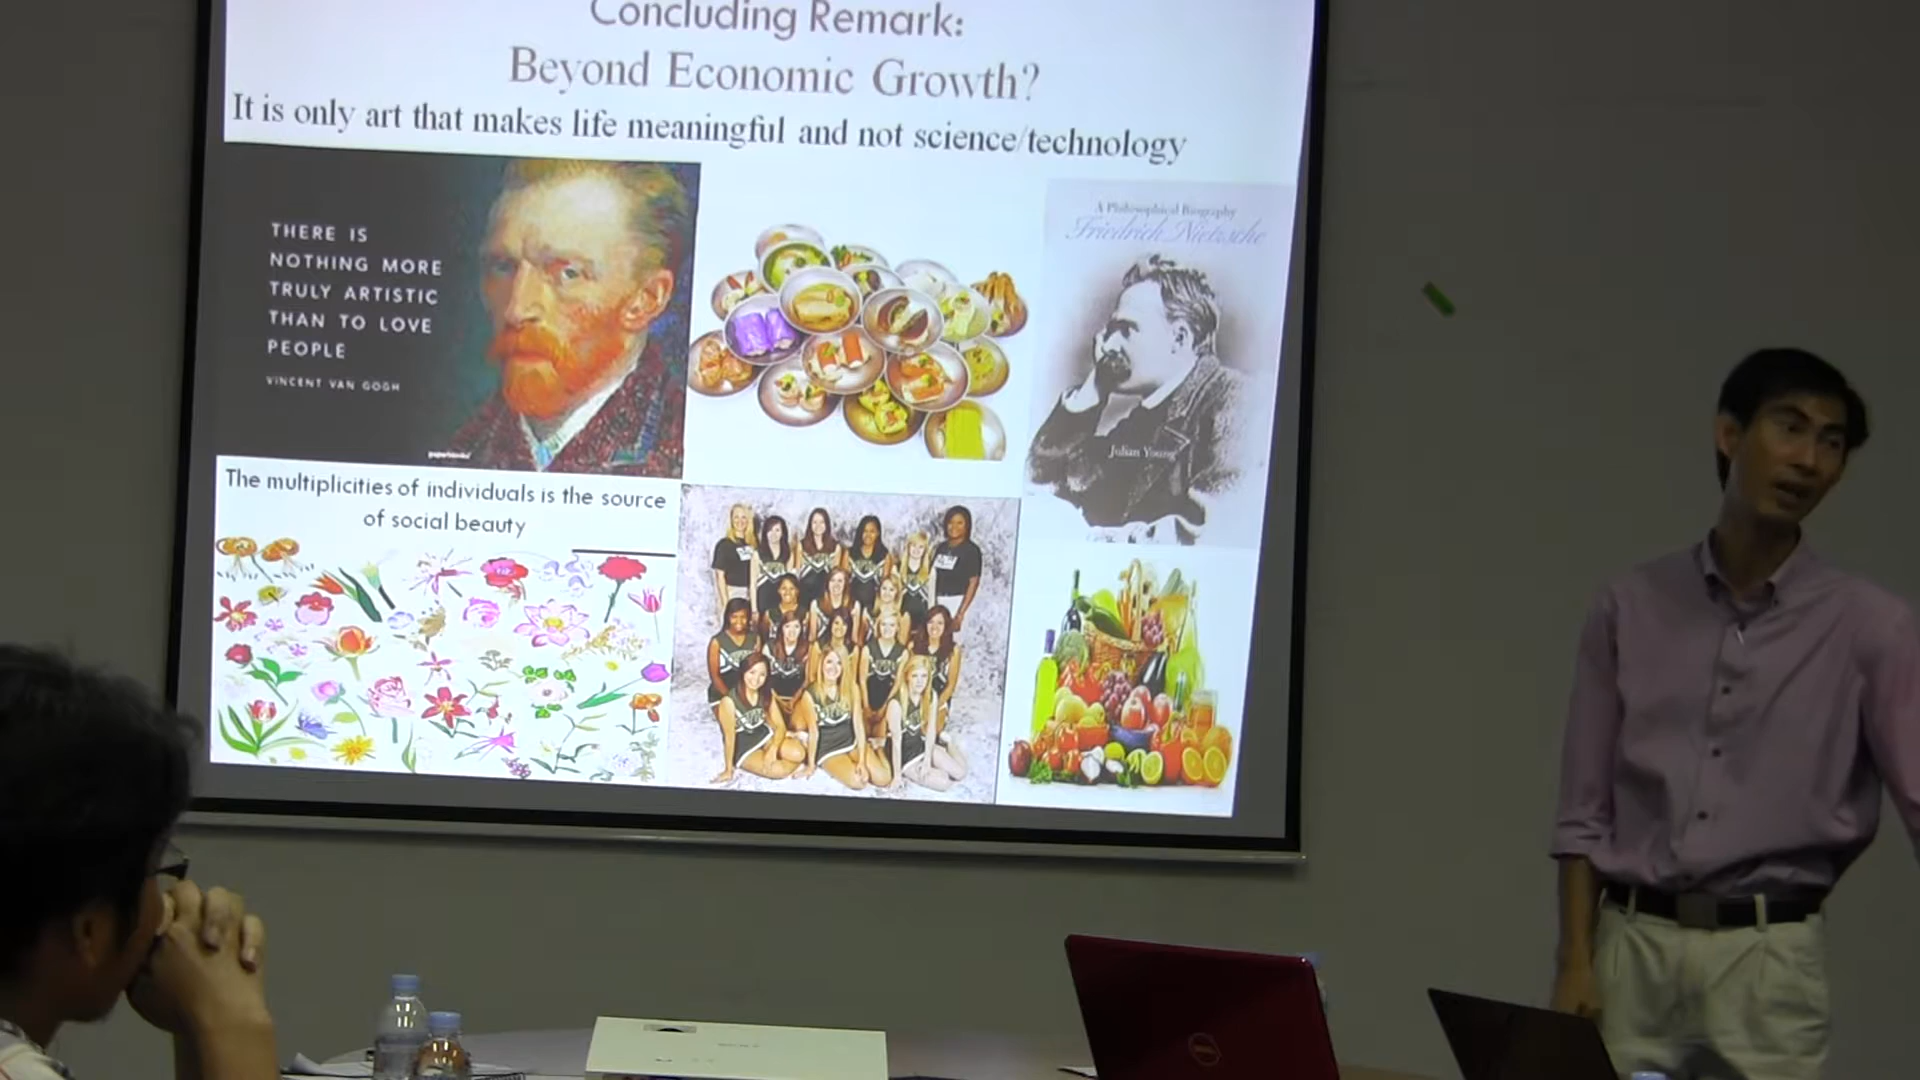 Concluding Remark:
Beyond Economic Growth?
It is only art that makes life meaningful and not science/technology
THERE IS
NOTHING MORE
TRULY ARTISTIC
THAN TO LOVE
PEOPLE
VINCENT VAN GOGH
A Philosophical Biography
Friedrich Nietzsche
Julian Young
The multiplicities of individuals is the source
of social beauty
DELL